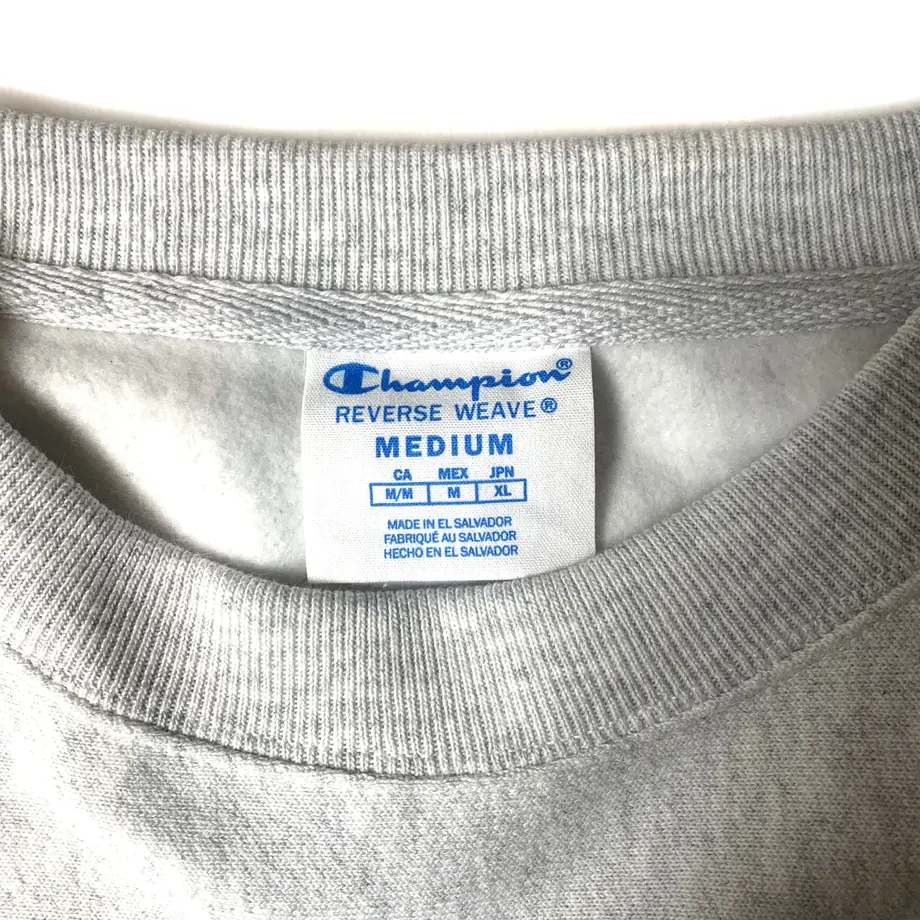 Champion®
REVERSE WEAVE®
MEDIUM
CA MEX JPN
M/M M XL
MADE IN EL SALVADOR
FABRIQUÉ AU SALVADOR
HECHO EN EL SALVADOR